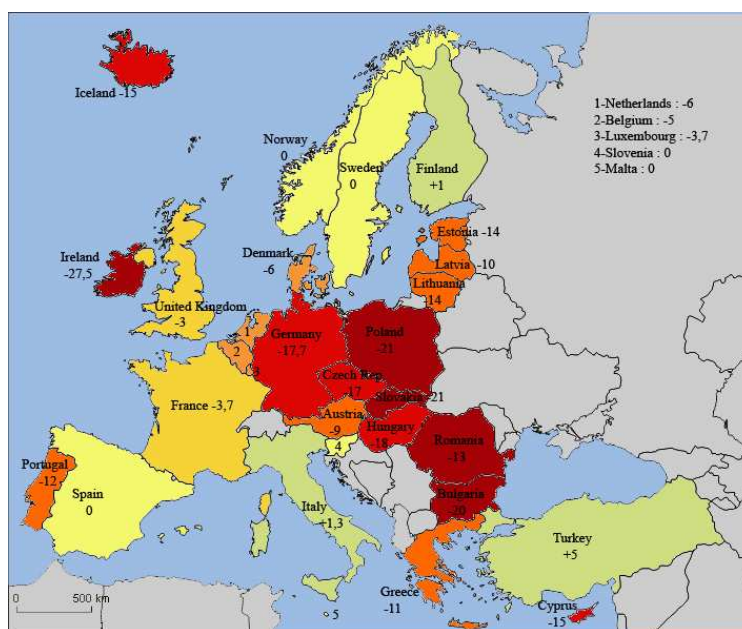 Iceland -15
1-Netherlands : -6
2-Belgium : -5
3-Luxembourg : -3,7
4-Slovenia : 0
5-Malta : 0
Norway
0
Sweden
0
Finland
+1
Estonia -14
Latvia -10
Lithuania
-14
Ireland
-27,5
Denmark
-6
United Kingdom
-3
1
2
3
Germany
-17,7
Poland
-21
Czech Rep.
-17
Slovakia -21
France -3,7
Austria
-9
Hungary
-18
Romania
-13
4
Portugal
-12
Spain
0
Italy
+1,3
Bulgaria
-20
Turkey
+5
Greece
-11
Cyprus
-15
5
0 500 km